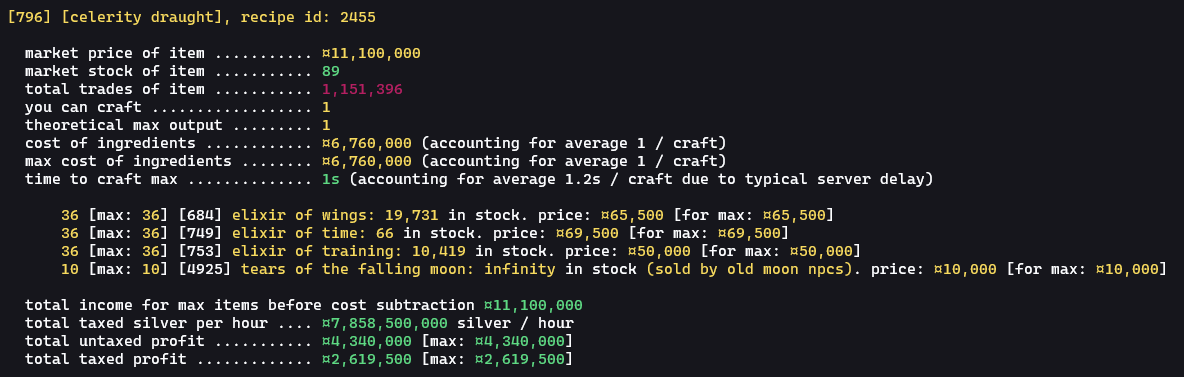 [796] [celerity draught], recipe id: 2455
market price of item ........... ¤11,100,000
market stock of item ........... 89
total trades of item ........... 1,151,396
you can craft .................. 1
theoretical max output ......... 1
cost of ingredients ............ ¤6,760,000 (accounting for average 1 / craft)
max cost of ingredients ........ ¤6,760,000 (accounting for average 1 / craft)
time to craft max .............. 1s (accounting for average 1.2s / craft due to typical server delay)
36 [max: 36] [684] elixir of wings: 19,731 in stock. price: ¤65,500 [for max: ¤65,500]
36 [max: 36] [749] elixir of time: 66 in stock. price: ¤69,500 [for max: ¤69,500]
36 [max: 36] [753] elixir of training: 10,419 in stock. price: ¤50,000 [for max: ¤50,000]
10 [max: 10] [4925] tears of the falling moon: infinity in stock (sold by old moon npcs). price: ¤10,000 [for max: ¤10,000]
total income for max items before cost subtraction ¤11,100,000
total taxed silver per hour .... ¤7,858,500,000 silver / hour
total untaxed profit ........... ¤4,340,000 [max: ¤4,340,000]
total taxed profit ............. ¤2,619,500 [max: ¤2,619,500]